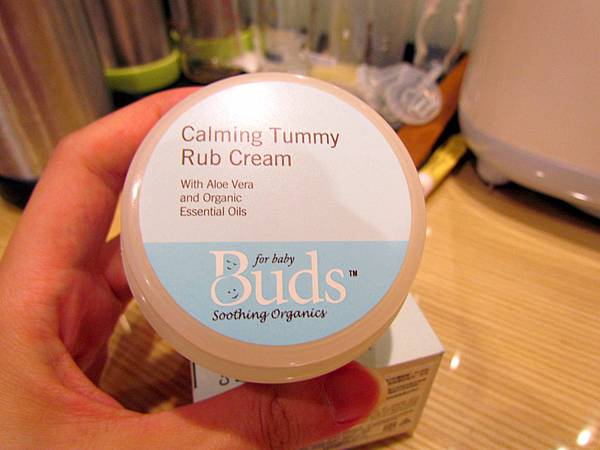 Calming Tummy
Rub Cream
With Aloe Vera
and Organic
Essential Oils
for baby
Buds™
Soothing Organics